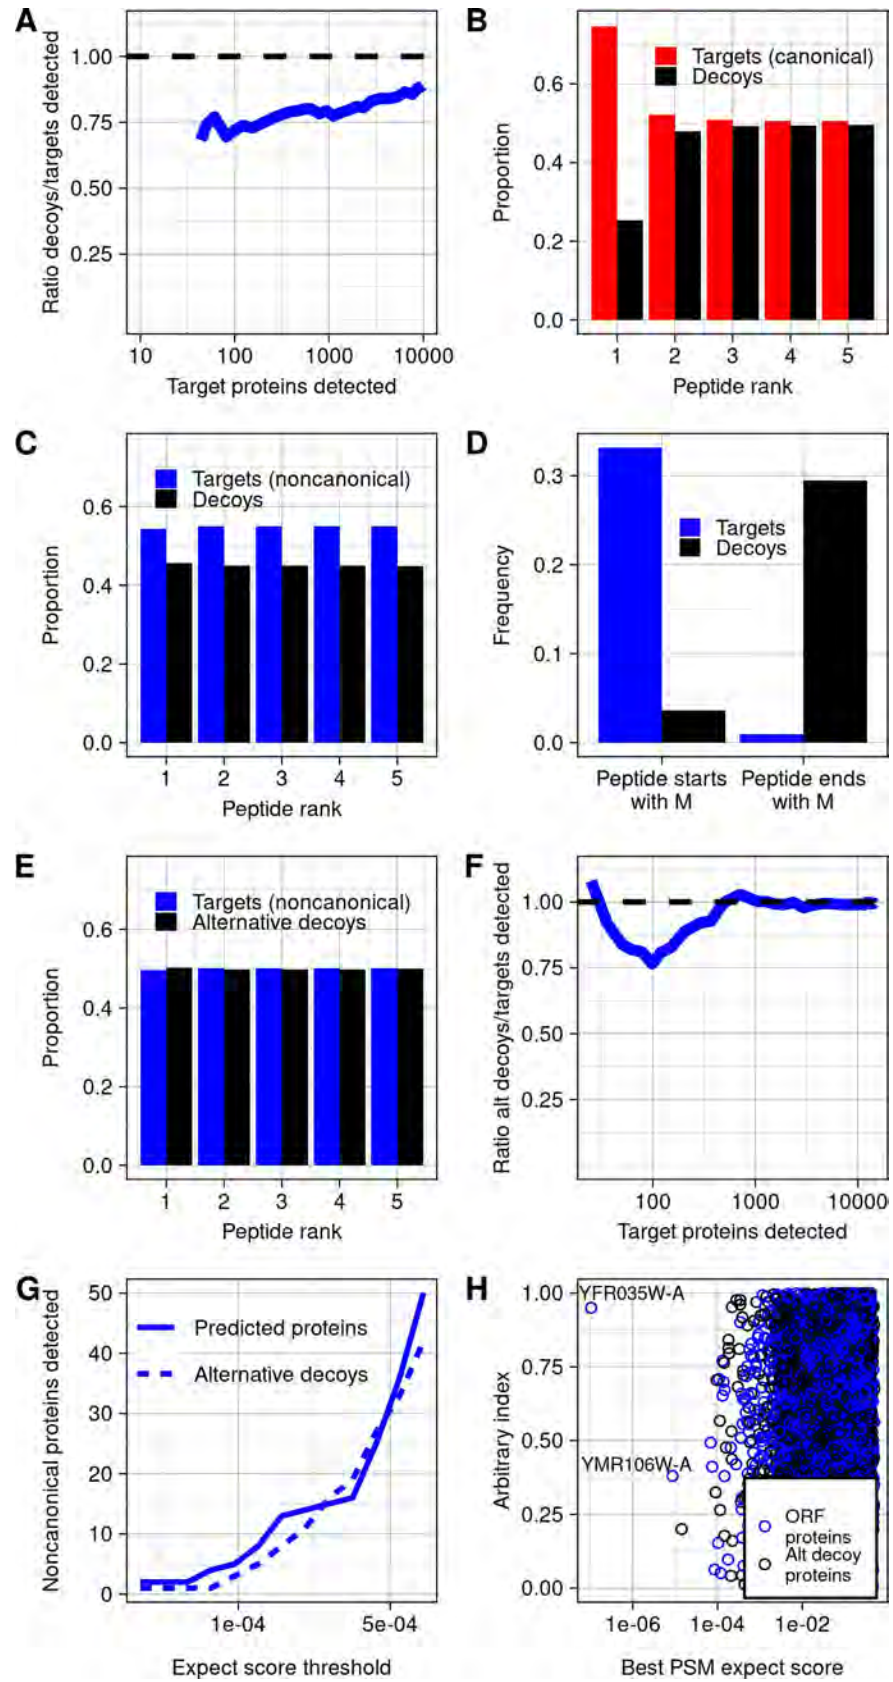 A
Ratio decoys/targets detected
1.00
0.75
0.50
0.25
10
100
1000
10000
Target proteins detected
B
Proportion
0.6
0.4
0.2
0.0
Targets (canonical)
Decoys
1
2
3
4
5
Peptide rank
C
Proportion
0.6
0.4
0.2
0.0
Targets (noncanonical)
Decoys
1
2
3
4
5
Peptide rank
D
Frequency
0.3
0.2
0.1
0.0
Targets
Decoys
Peptide starts
with M
Peptide ends
with M
E
Proportion
0.6
0.4
0.2
0.0
Targets (noncanonical)
Alternative decoys
1
2
3
4
5
Peptide rank
F
Ratio alt decoys/targets detected
1.00
0.75
0.50
0.25
100
1000
10000
Target proteins detected
G
Noncanonical proteins detected
50
40
30
20
10
0
Predicted proteins
Alternative decoys
1e-04
5e-04
Expect score threshold
H
Arbitrary index
1.00
0.75
0.50
0.25
0.00
YFR035W-A
YMR106W-A
ORF
proteins
Alt decoy
proteins
1e-06
1e-04
1e-02
Best PSM expect score